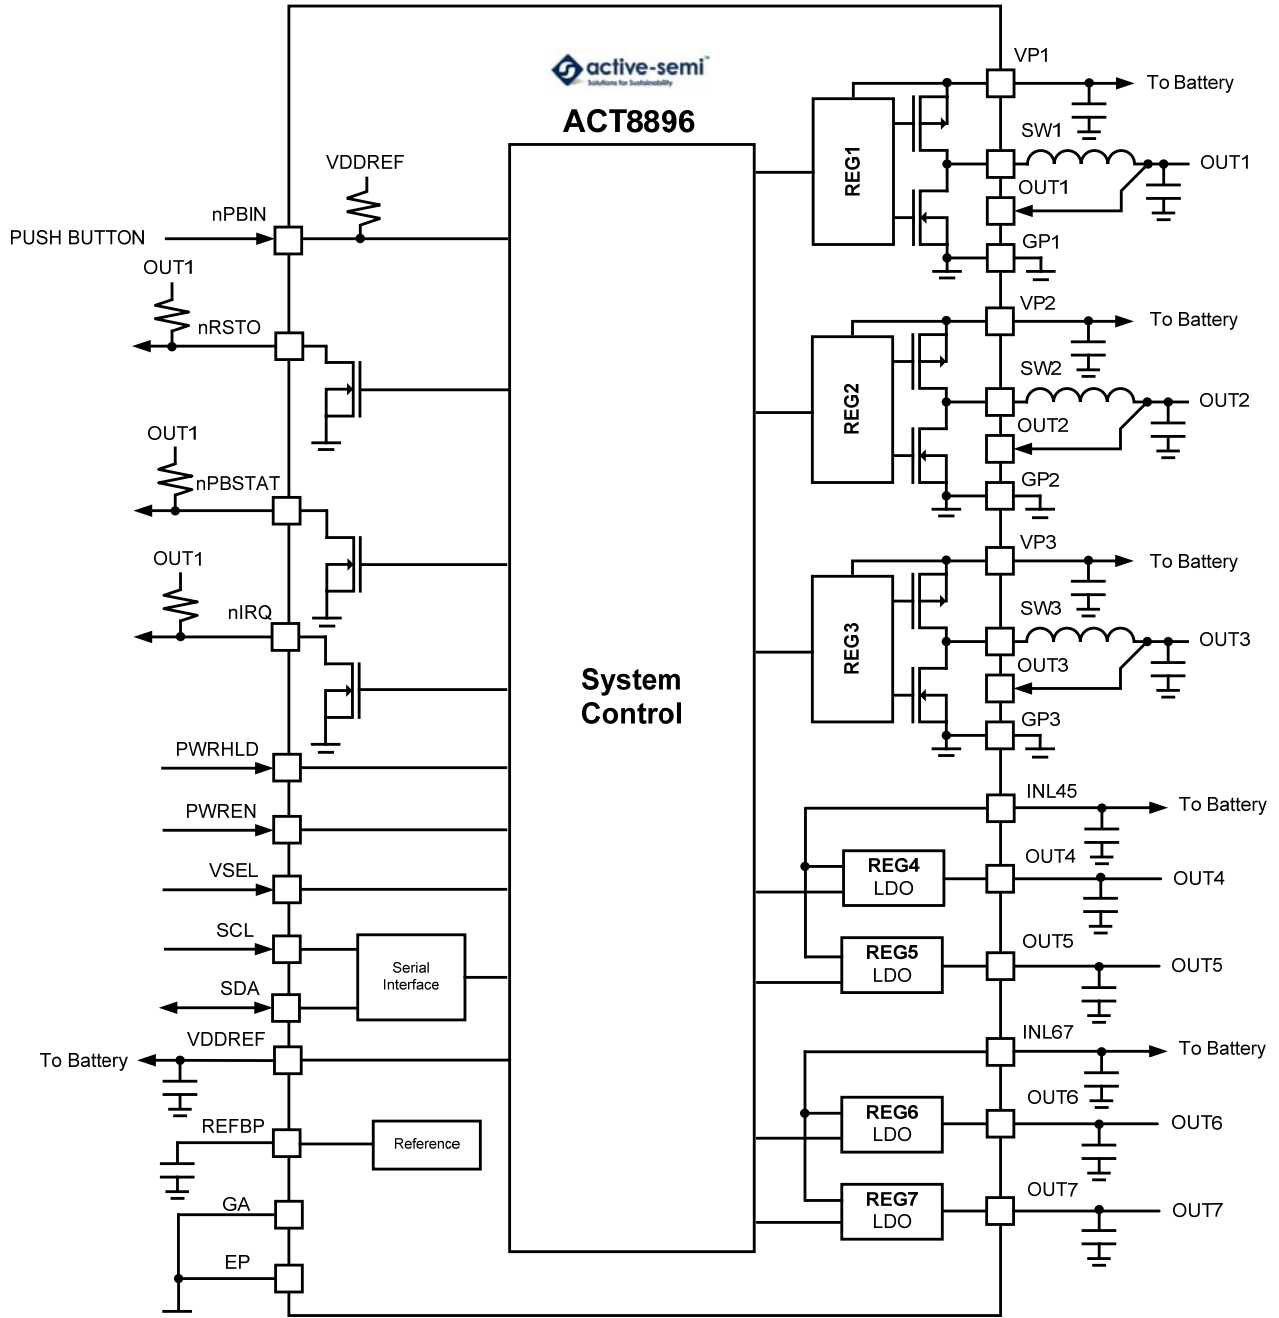 active-semi™
Solutions for Sustainability
ACT8896
VDDREF
nPBIN
PUSH BUTTON
OUT1
nRSTO
OUT1
nPBSTAT
OUT1
nIRQ
PWRHLD
PWREN
VSEL
SCL
SDA
Serial
Interface
VDDREF
To Battery
REFBP
Reference
GA
EP
System
Control
VP1
To Battery
REG1
SW1
OUT1
OUT1
GP1
VP2
To Battery
REG2
SW2
OUT2
OUT2
GP2
VP3
To Battery
REG3
SW3
OUT3
OUT3
GP3
INL45
To Battery
REG4
LDO
OUT4
OUT4
REG5
LDO
OUT5
OUT5
INL67
To Battery
REG6
LDO
OUT6
OUT6
REG7
LDO
OUT7
OUT7